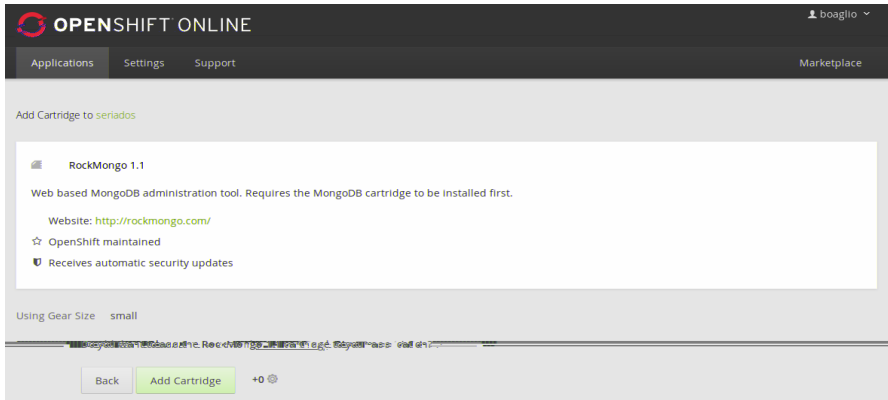 OPENSHIFT ONLINE
boaglio
Applications Settings Support Marketplace
Add Cartridge to seriados
RockMongo 1.1
Web based MongoDB administration tool. Requires the MongoDB cartridge to be installed first.
Website: http://rockmongo.com/
OpenShift maintained
Receives automatic security updates
Using Gear Size small
Back Add Cartridge +0